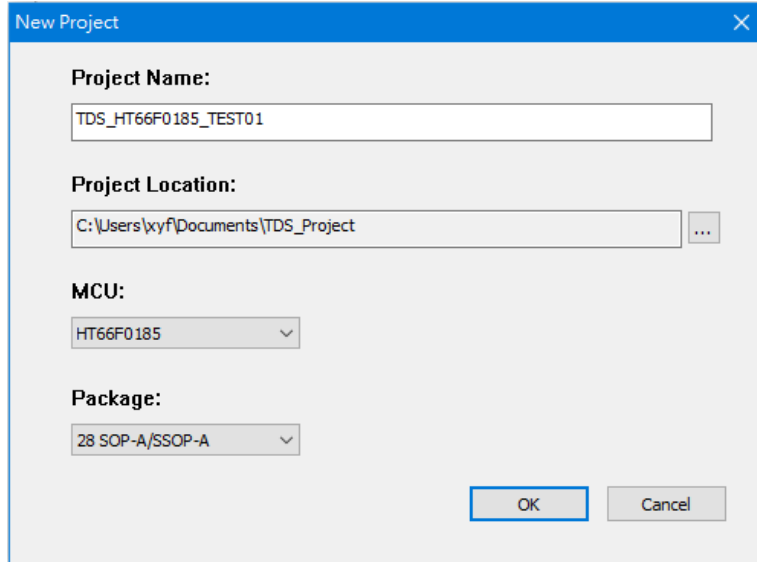 New Project
Project Name:
TDS_HT66F0185_TEST01
Project Location:
C:\Users\xyf\Documents\TDS_Project
...
MCU:
HT66F0185
Package:
28 SOP-A/SSOP-A
OK Cancel